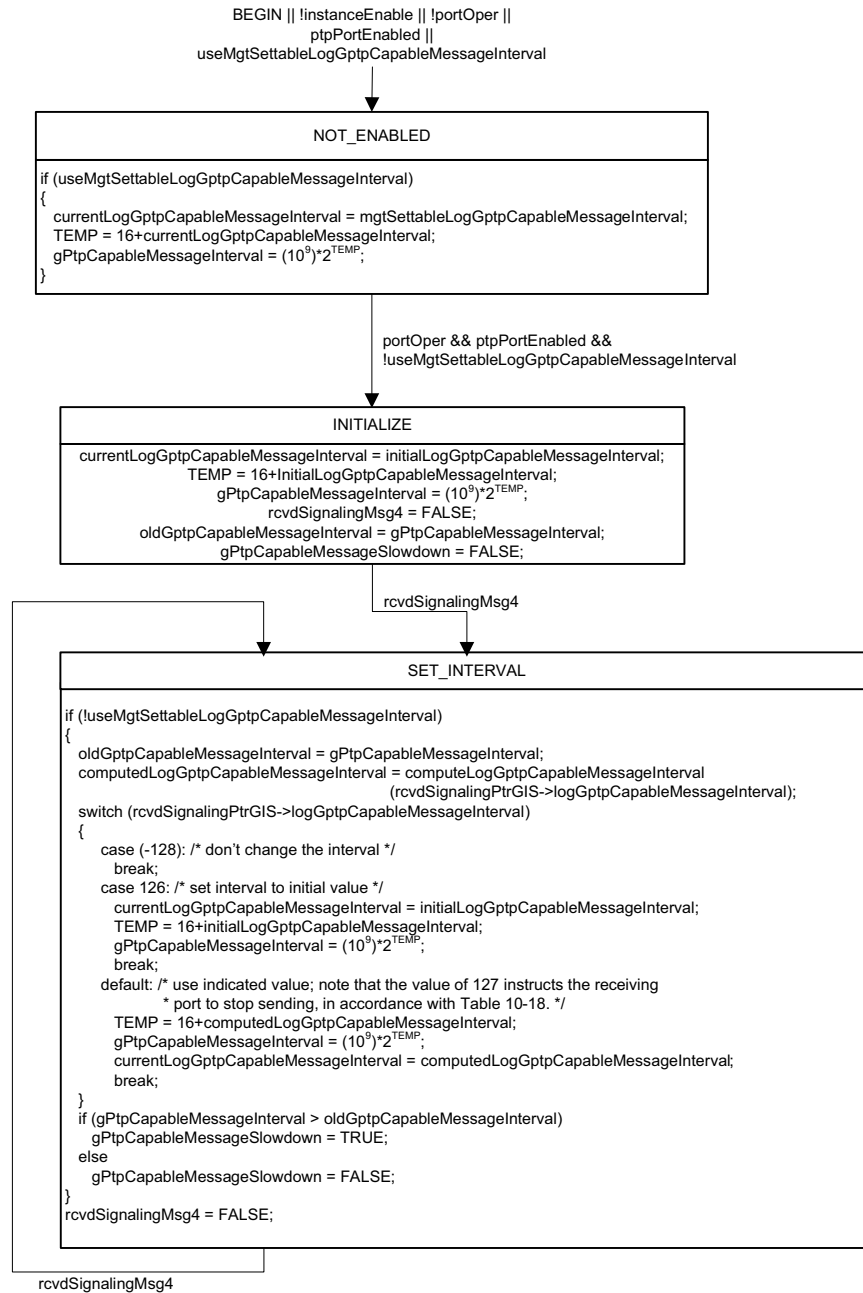 BEGIN || !instanceEnable || !portOper ||
ptpPortEnabled ||
useMgtSettableLogGptpCapableMessageInterval
NOT_ENABLED
if (useMgtSettableLogGptpCapableMessageInterval)
{
currentLogGptpCapableMessageInterval = mgtSettableLogGptpCapableMessageInterval;
TEMP = 16+currentLogGptpCapableMessageInterval;
gPtpCapableMessageInterval = (10⁹)*2^TEMP;
}
portOper && ptpPortEnabled &&
!useMgtSettableLogGptpCapableMessageInterval
INITIALIZE
currentLogGptpCapableMessageInterval = initialLogGptpCapableMessageInterval;
TEMP = 16+InitialLogGptpCapableMessageInterval;
gPtpCapableMessageInterval = (10⁹)*2^TEMP;
rcvdSignalingMsg4 = FALSE;
oldGptpCapableMessageInterval = gPtpCapableMessageInterval;
gPtpCapableMessageSlowdown = FALSE;
rcvdSignalingMsg4
SET_INTERVAL
if (!useMgtSettableLogGptpCapableMessageInterval)
{
oldGptpCapableMessageInterval = gPtpCapableMessageInterval;
computedLogGptpCapableMessageInterval = computeLogGptpCapableMessageInterval
(rcvdSignalingPtrGIS->logGptpCapableMessageInterval);
switch (rcvdSignalingPtrGIS->logGptpCapableMessageInterval)
{
case (-128): /* don't change the interval */
break;
case 126: /* set interval to initial value */
currentLogGptpCapableMessageInterval = initialLogGptpCapableMessageInterval;
TEMP = 16+initialLogGptpCapableMessageInterval;
gPtpCapableMessageInterval = (10⁹)*2^TEMP;
break;
default: /* use indicated value; note that the value of 127 instructs the receiving
* port to stop sending, in accordance with Table 10-18. */
TEMP = 16+computedLogGptpCapableMessageInterval;
gPtpCapableMessageInterval = (10⁹)*2^TEMP;
currentLogGptpCapableMessageInterval = computedLogGptpCapableMessageInterval;
break;
}
if (gPtpCapableMessageInterval > oldGptpCapableMessageInterval)
gPtpCapableMessageSlowdown = TRUE;
else
gPtpCapableMessageSlowdown = FALSE;
}
rcvdSignalingMsg4 = FALSE;
rcvdSignalingMsg4